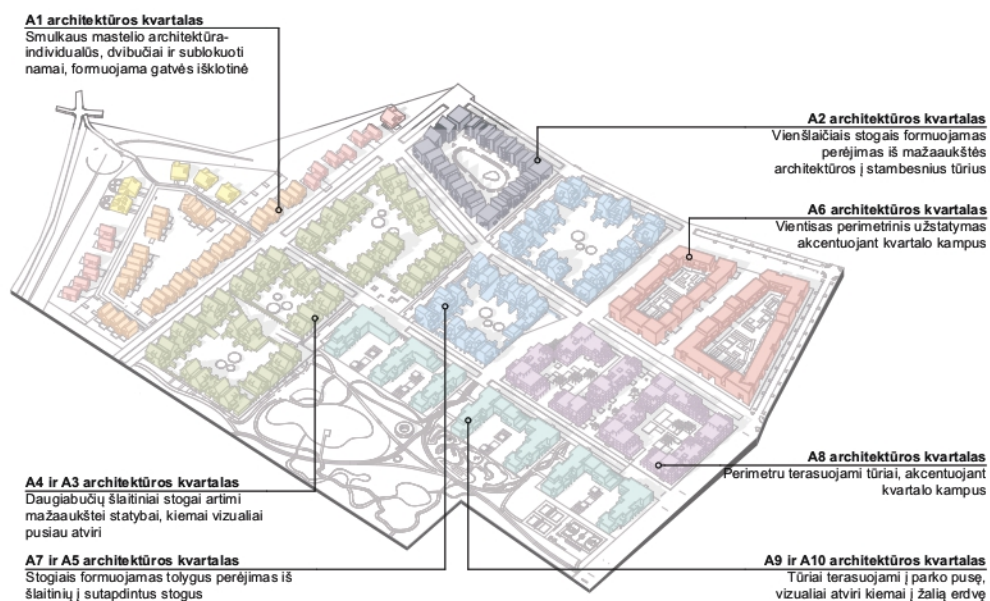 A1 architektūros kvartalas
Smulkaus mastelio architektūra-
individualūs, dvibučiai ir sublokuoti
namai, formuojama gatvės išklotinė
A2 architektūros kvartalas
Vienšlaičiais stogais formuojamas
perėjimas iš mažaaukštės
architektūros į stambesnius tūrius
A6 architektūros kvartalas
Vientisas perimetrinis užstatymas
akcentuojant kvartalo kampus
A8 architektūros kvartalas
Perimetru terasuojami tūriai, akcentuojant
kvartalo kampus
A4 ir A3 architektūros kvartalas
Daugiabučių šlaitiniai stogai artimi
mažaaukštei statybai, kiemai vizualiai
pusiau atviri
A7 ir A5 architektūros kvartalas
Stogiais formuojamas tolygus perėjimas iš
šlaitinių į sutapdintus stogus
A9 ir A10 architektūros kvartalas
Tūriai terasuojami į parko pusę,
vizualiai atviri kiemai į žalią erdvę